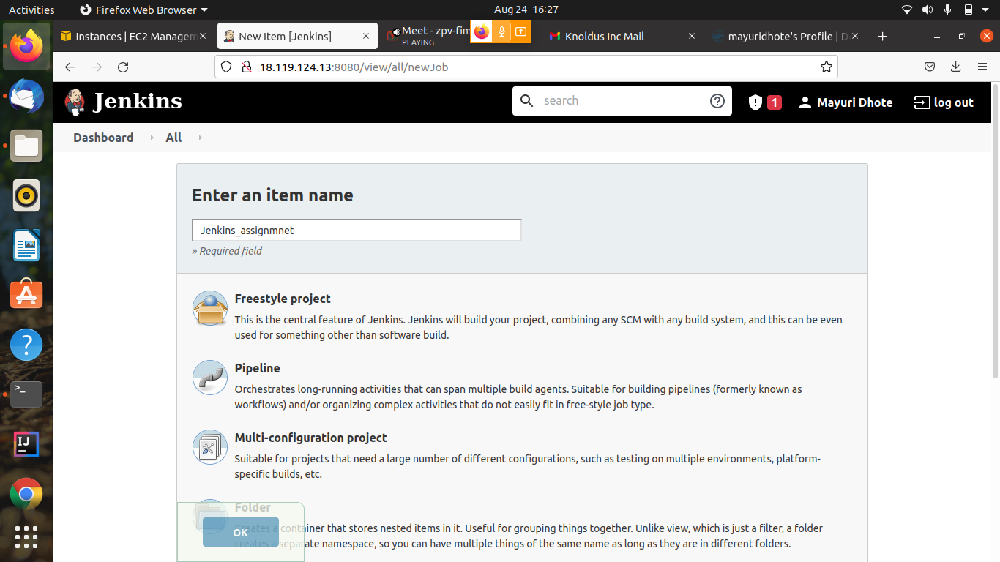 Activities Firefox Web Browser Aug 24 16:27
Instances | EC2 Managem New Item [Jenkins] Meet - zpv-fim Knoldus Inc Mail mayuridhote's Profile | D
PLAYING
18.119.124.13:8080/view/all/newJob
Jenkins search 1 Mayuri Dhote log out
Dashboard All
Enter an item name
Jenkins_assignmnet
» Required field
Freestyle project
This is the central feature of Jenkins. Jenkins will build your project, combining any SCM with any build system, and this can be even
used for something other than software build.
Pipeline
Orchestrates long-running activities that can span multiple build agents. Suitable for building pipelines (formerly known as
workflows) and/or organizing complex activities that do not easily fit in free-style job type.
Multi-configuration project
Suitable for projects that need a large number of different configurations, such as testing on multiple environments, platform-
specific builds, etc.
Folder
Creates a container that stores nested items in it. Useful for grouping things together. Unlike view, which is just a filter, a folder
creates a separate namespace, so you can have multiple things of the same name as long as they are in different folders.
OK